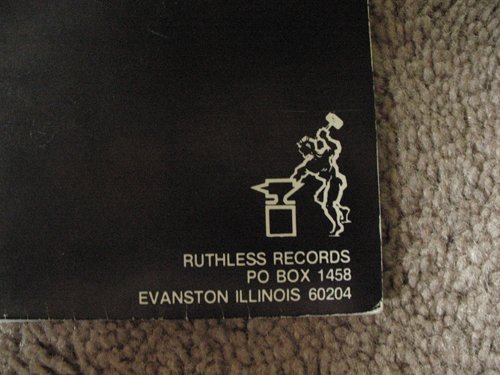 RUTHLESS RECORDS
PO BOX 1458
EVANSTON ILLINOIS 60204